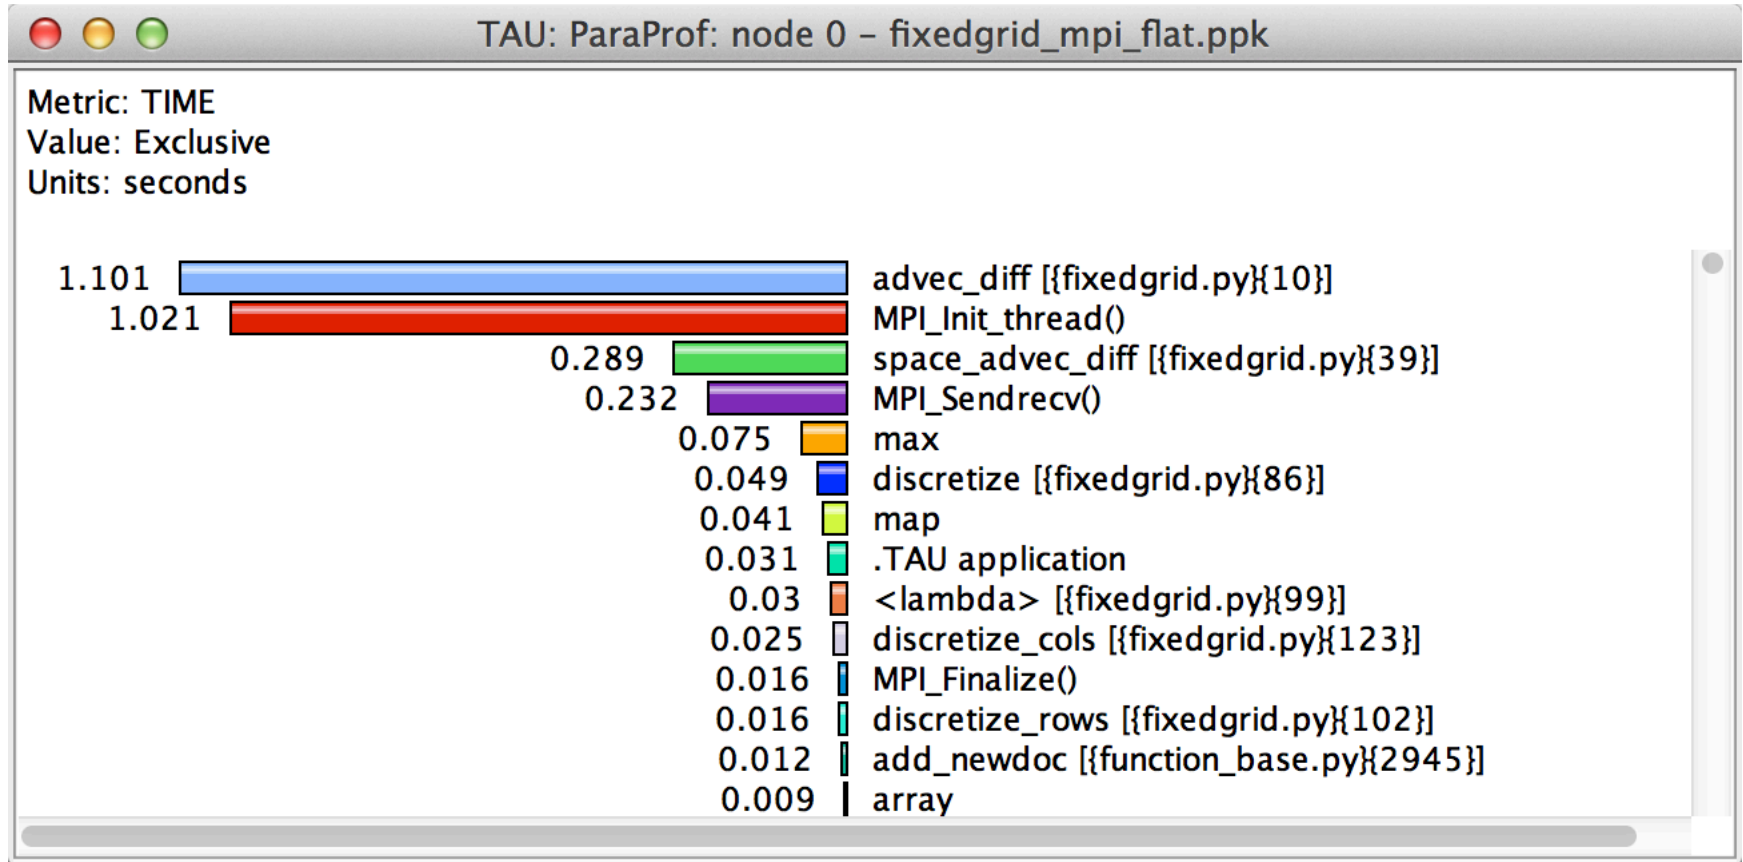 TAU: ParaProf: node 0 – fixedgrid_mpi_flat.ppk
Metric: TIME
Value: Exclusive
Units: seconds
1.101 advec_diff [{fixedgrid.py}{10}]
1.021 MPI_Init_thread()
0.289 space_advec_diff [{fixedgrid.py}{39}]
0.232 MPI_Sendrecv()
0.075 max
0.049 discretize [{fixedgrid.py}{86}]
0.041 map
0.031 .TAU application
0.03 <lambda> [{fixedgrid.py}{99}]
0.025 discretize_cols [{fixedgrid.py}{123}]
0.016 MPI_Finalize()
0.016 discretize_rows [{fixedgrid.py}{102}]
0.012 add_newdoc [{function_base.py}{2945}]
0.009 array